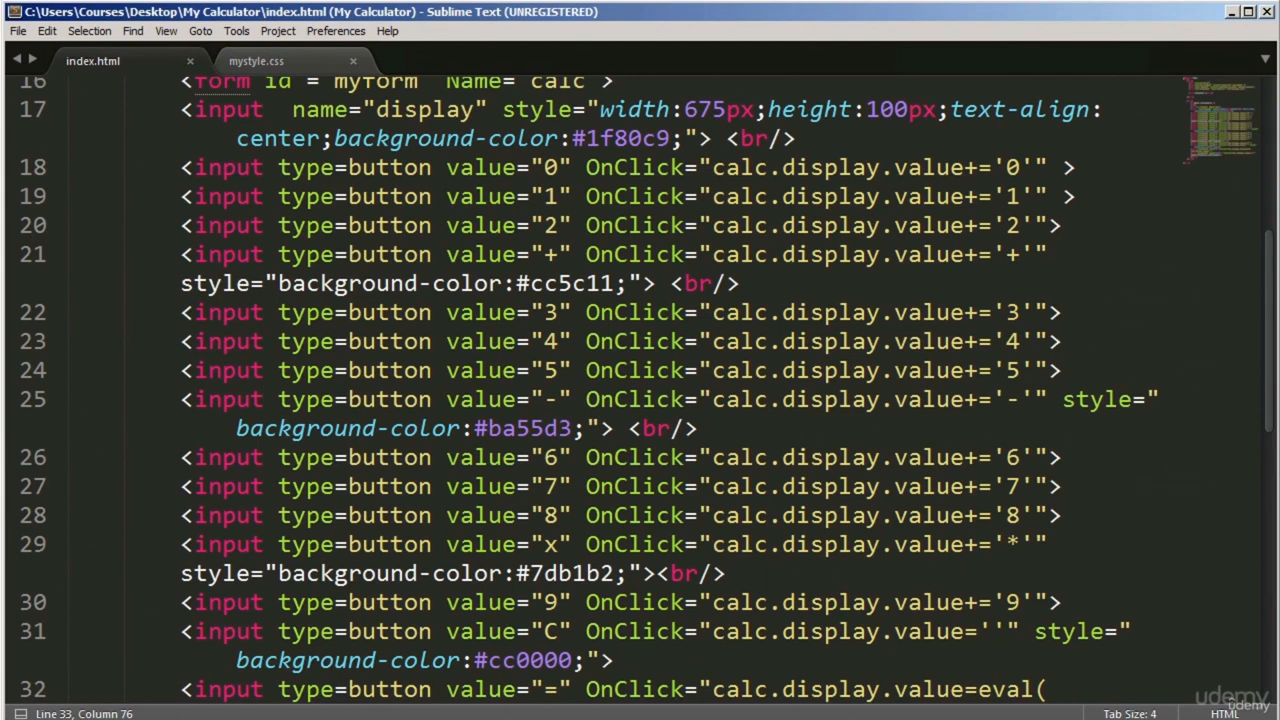 C:\Users\Courses\Desktop\My Calculator\index.html (My Calculator) - Sublime Text (UNREGISTERED)
File Edit Selection Find View Goto Tools Project Preferences Help
index.html × mystyle.css ×
16 <form id = "myform" Name="calc">
17 <input name="display" style="width:675px;height:100px;text-align:
center;background-color:#1f80c9;"> <br/>
18 <input type=button value="0" OnClick="calc.display.value+='0'" >
19 <input type=button value="1" OnClick="calc.display.value+='1'" >
20 <input type=button value="2" OnClick="calc.display.value+='2'">
21 <input type=button value="+" OnClick="calc.display.value+='+'"
style="background-color:#cc5c11;"> <br/>
22 <input type=button value="3" OnClick="calc.display.value+='3'">
23 <input type=button value="4" OnClick="calc.display.value+='4'">
24 <input type=button value="5" OnClick="calc.display.value+='5'">
25 <input type=button value="-" OnClick="calc.display.value+='-'" style="
background-color:#ba55d3;"> <br/>
26 <input type=button value="6" OnClick="calc.display.value+='6'">
27 <input type=button value="7" OnClick="calc.display.value+='7'">
28 <input type=button value="8" OnClick="calc.display.value+='8'">
29 <input type=button value="x" OnClick="calc.display.value+='*'"
style="background-color:#7db1b2;"><br/>
30 <input type=button value="9" OnClick="calc.display.value+='9'">
31 <input type=button value="C" OnClick="calc.display.value=''" style="
background-color:#cc0000;">
32 <input type=button value="=" OnClick="calc.display.value=eval(
udemy
udemy
Line 33, Column 76 Tab Size: 4 HTML